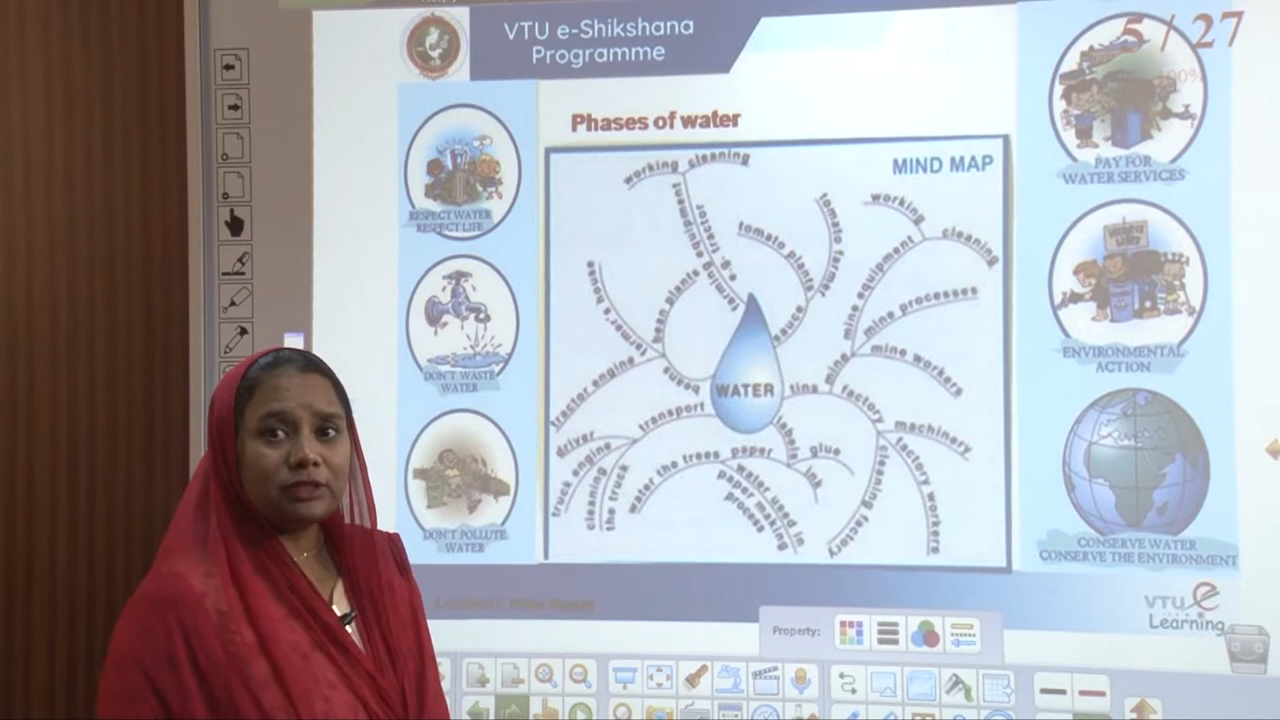 VTU e-Shikshana
Programme
5 / 27
100%
Phases of water
MIND MAP
RESPECT WATER
RESPECT LIFE
DON'T WASTE
WATER
DON'T POLLUTE
WATER
PAY FOR
WATER SERVICES
ENVIRONMENTAL
ACTION
CONSERVE WATER
CONSERVE THE ENVIRONMENT
WATER
working
cleaning
farming equipment
e.g. tractor
tomato plants
tomato farmer
sauce
working
cleaning
mine equipment
mine processes
mine workers
mine
tins
factory
machinery
factory workers
cleaning factory
labels
glue
ink
paper
water the trees
water used in
paper making
process
transport
driver
truck engine
cleaning
the truck
beans
bean plants
farmer's house
tractor engine
VTU e
Learning
Property: